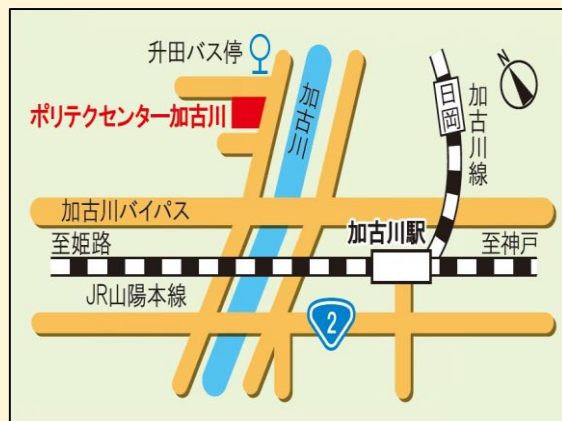 升田バス停
N
ポリテクセンター加古川
加古川
日岡
加古川線
加古川バイパス
至姫路
加古川駅
至神戸
JR山陽本線
2